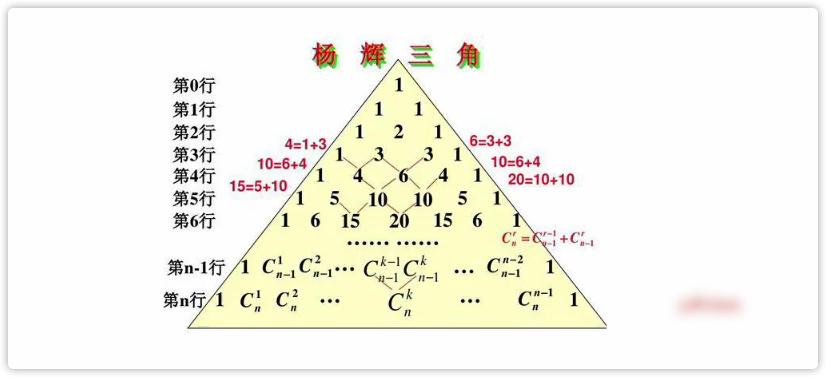 杨辉三角
第0行 1
第1行 1 1
第2行 1 2 1
4=1+3 6=3+3
第3行 1 3 3 1
10=6+4 10=6+4
第4行 1 4 6 4 1
15=5+10 20=10+10
第5行 1 5 10 10 5 1
第6行 1 6 15 20 15 6 1
…… ……
C_n^r=C_{n-1}^{r-1}+C_{n-1}^r
第n-1行 1 C_{n-1}^1 C_{n-1}^2 … C_{n-1}^{k-1} C_{n-1}^k … C_{n-1}^{n-2} 1
第n行 1 C_n^1 C_n^2 … C_n^k … C_n^{n-1} 1